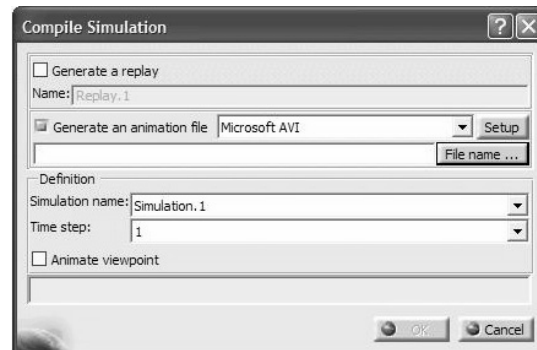 Compile Simulation
Generate a replay
Name: Replay.1
Generate an animation file Microsoft AVI Setup
File name ...
Definition
Simulation name: Simulation.1
Time step: 1
Animate viewpoint
OK Cancel